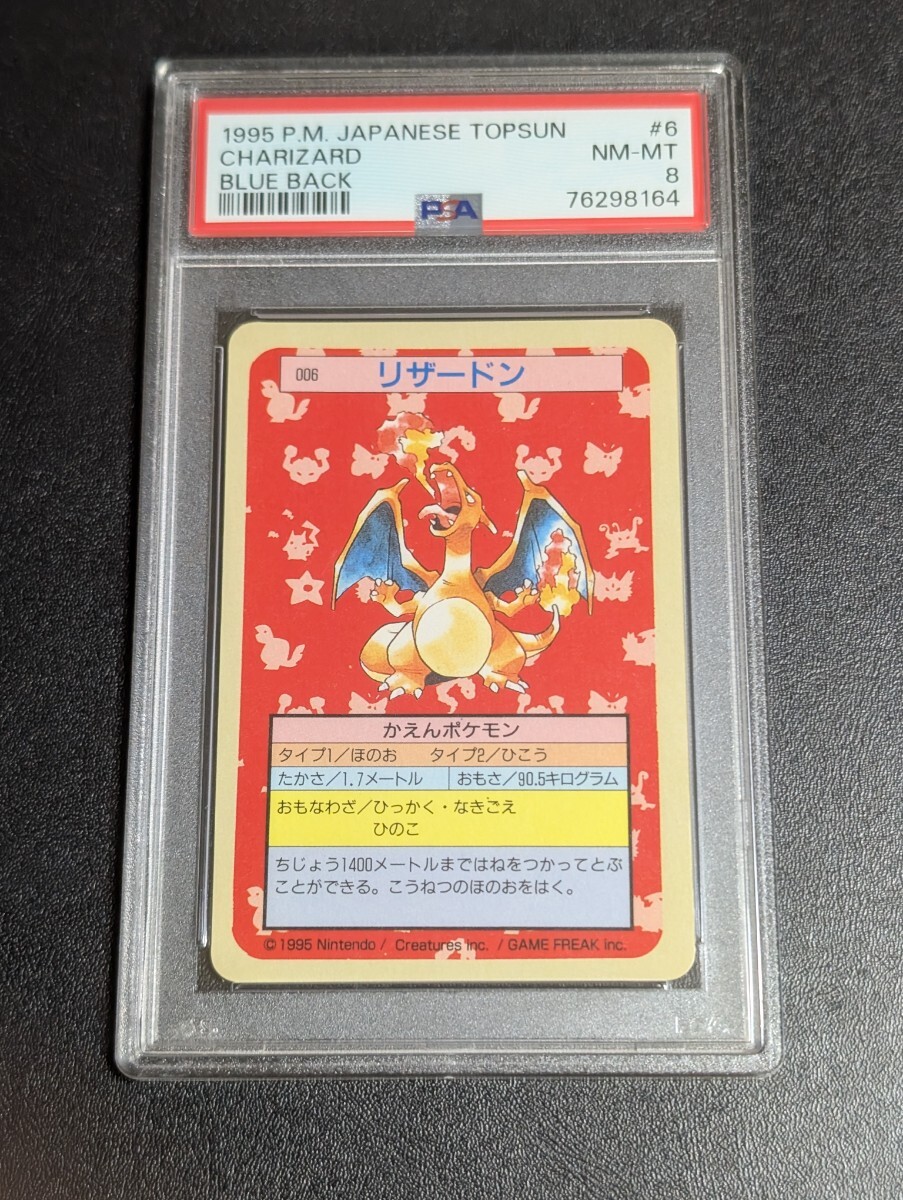 1995 P.M. JAPANESE TOPSUN #6
CHARIZARD NM-MT
BLUE BACK 8
PSA 76298164
006 リザードン
かえんポケモン
タイプ1/ほのお タイプ2/ひこう
たかさ/1.7メートル おもさ/90.5キログラム
おもなわざ/ひっかく・なきごえ
ひのこ
ちじょう1400メートルまではねをつかってとぶ
ことができる。こうねつのほのおをはく。
©1995 Nintendo / Creatures inc. / GAME FREAK inc.